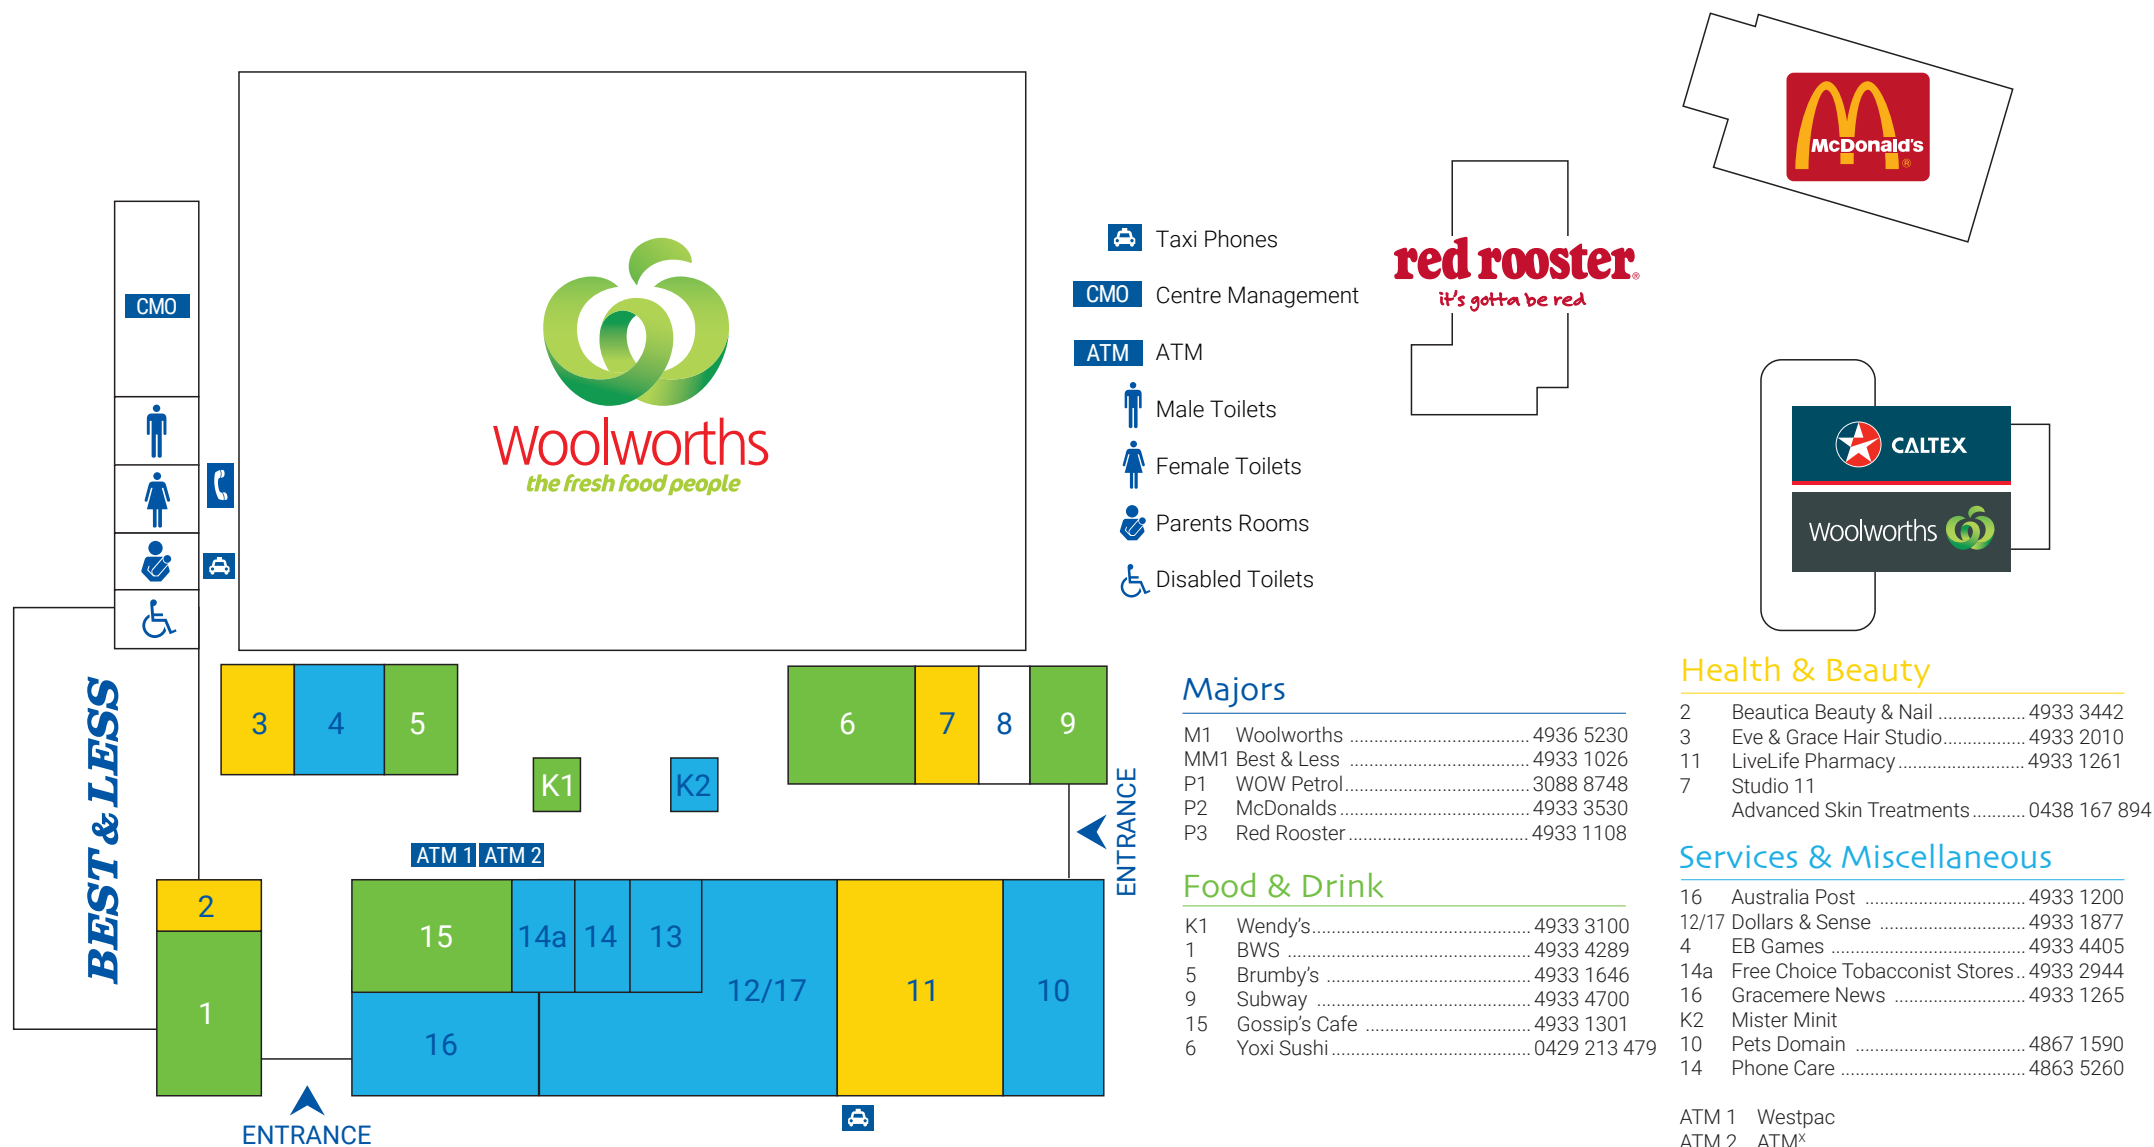 McDonald's
®
Woolworths
the fresh food people
CMO
Taxi Phones
CMO Centre Management
ATM ATM
Male Toilets
Female Toilets
Parents Rooms
Disabled Toilets
red rooster®
it's gotta be red
CALTEX
Woolworths
BEST & LESS
3
4
5
6
7
8
9
K1
K2
ENTRANCE
ATM 1 ATM 2
2
1
15
14a
14
13
12/17
11
10
16
ENTRANCE
Majors
M1 Woolworths ..................................... 4936 5230
MM1 Best & Less ..................................... 4933 1026
P1 WOW Petrol...................................... 3088 8748
P2 McDonalds....................................... 4933 3530
P3 Red Rooster..................................... 4933 1108
Food & Drink
K1 Wendy's............................................. 4933 3100
1 BWS .................................................. 4933 4289
5 Brumby's ........................................... 4933 1646
9 Subway ............................................ 4933 4700
15 Gossip's Cafe .................................. 4933 1301
6 Yoxi Sushi......................................... 0429 213 479
Health & Beauty
2 Beautica Beauty & Nail .................. 4933 3442
3 Eve & Grace Hair Studio................. 4933 2010
11 LiveLife Pharmacy.......................... 4933 1261
7 Studio 11
Advanced Skin Treatments........... 0438 167 894
Services & Miscellaneous
16 Australia Post ................................. 4933 1200
12/17 Dollars & Sense .............................. 4933 1877
4 EB Games ........................................ 4933 4405
14a Free Choice Tobacconist Stores.. 4933 2944
16 Gracemere News ........................... 4933 1265
K2 Mister Minit
10 Pets Domain ................................... 4867 1590
14 Phone Care ...................................... 4863 5260
ATM 1 Westpac
ATM 2 ATMˣ